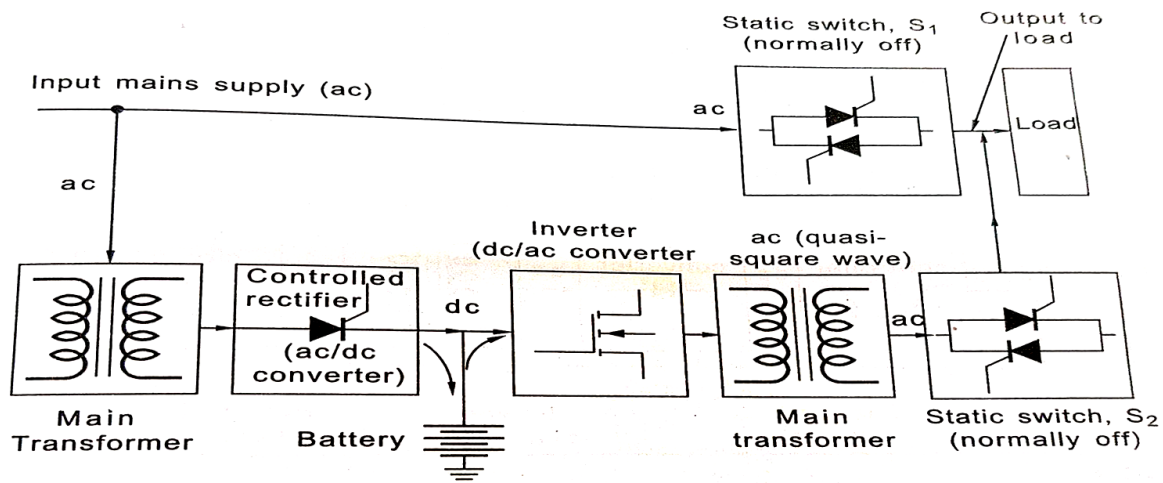 Static switch, S1
(normally off)
Output to
load
Input mains supply (ac)
ac
Load
ac
Inverter
(dc/ac converter
ac (quasi-
square wave)
Controlled
rectifier
dc
ac
(ac/dc
converter)
Main
Transformer
Battery
Main
transformer
Static switch, S2
(normally off)